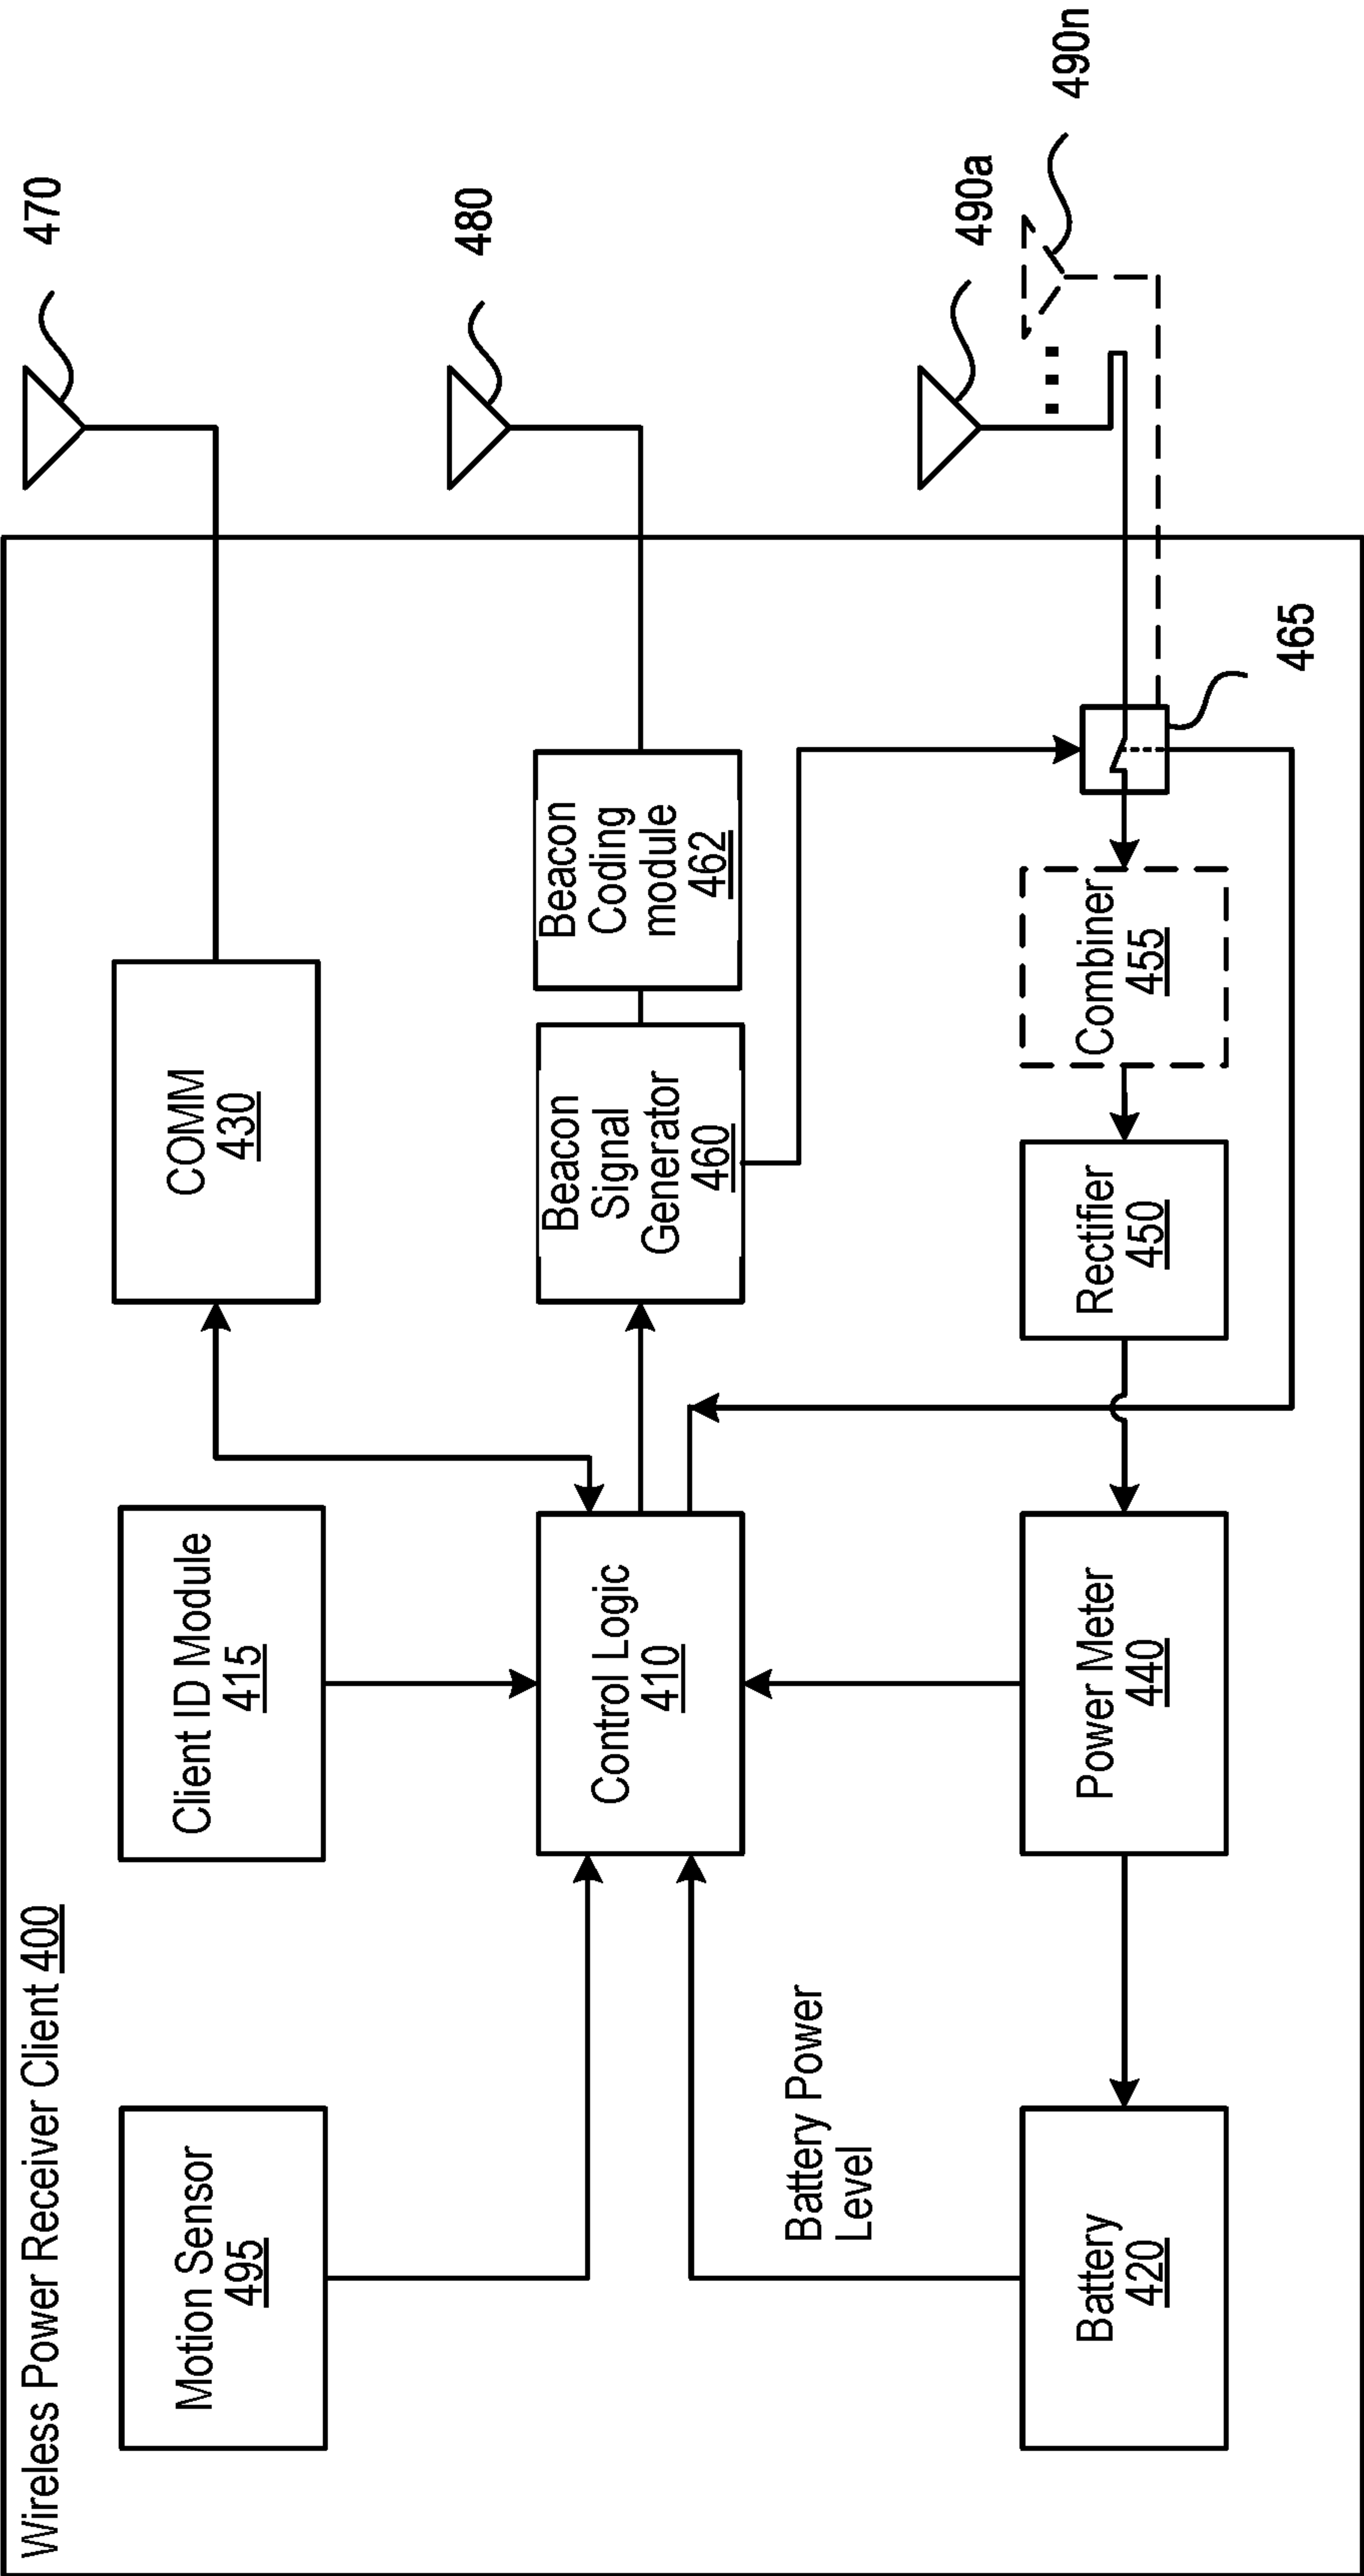 Wireless Power Receiver Client 400
Motion Sensor
495
Client ID Module
415
COMM
430
470
Control Logic
410
Beacon
Signal
Generator
460
Beacon
Coding
module
462
480
Battery Power
Level
Battery
420
Power Meter
440
Rectifier
450
Combiner
455
465
490a
...
490n